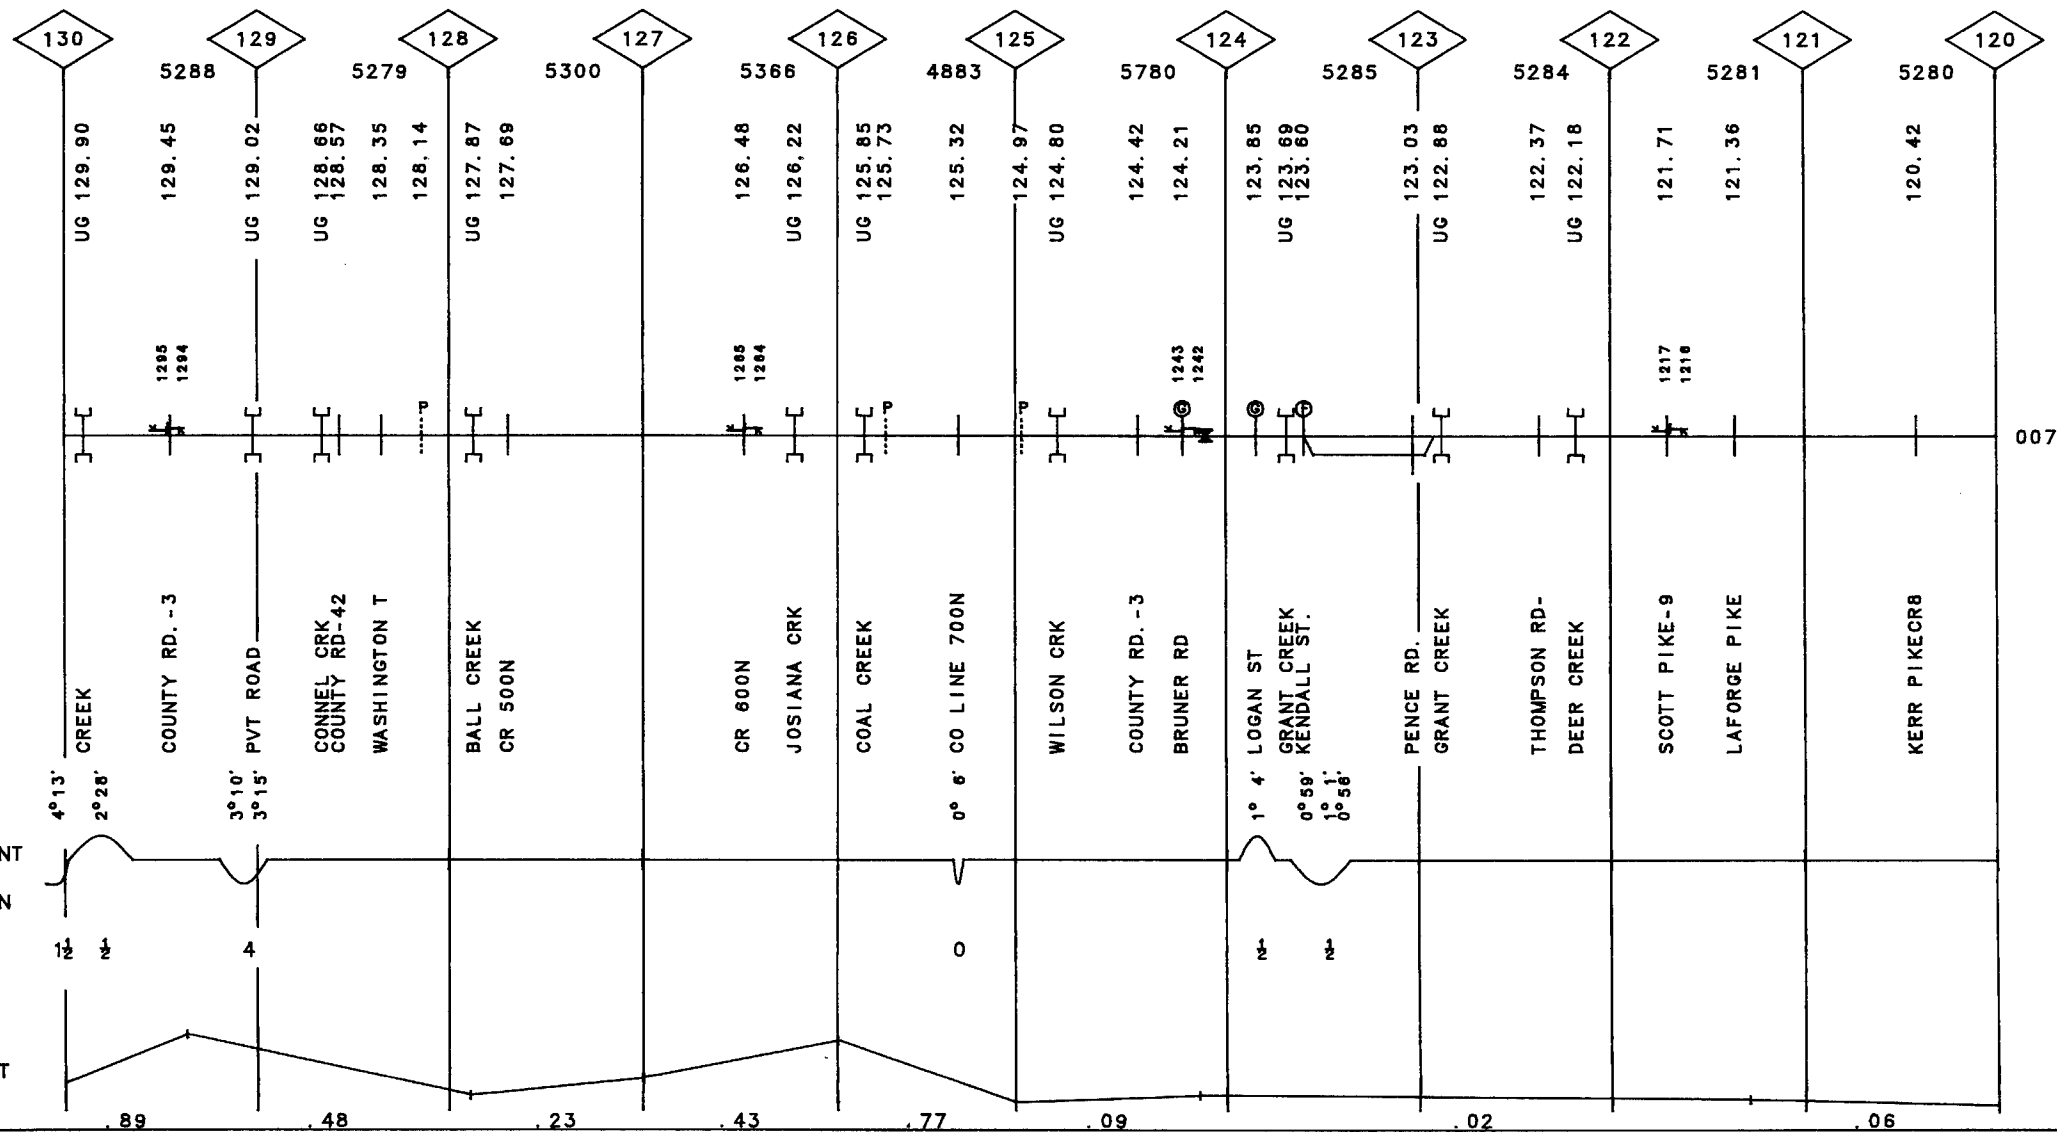 130 129 128 127 126 125 124 123 122 121 120
5288 5279 5300 5366 4883 5780 5285 5284 5281 5280
UG 129.90
129.45
UG 129.02
UG 128.66
128.57
128.35
128.14
UG 127.87
127.69
126.48
UG 126,22
UG 125.85
125.73
125.32
124.97
UG 124.80
124.42
124.21
123.85
UG 123.69
123.60
123.03
UG 122.88
122.37
UG 122.18
121.71
121.36
120.42
1295
1294
1265
1264
1243
1242
1217
1216
P P P G G F
007
CREEK
COUNTY RD.-3
PVT ROAD
CONNEL CRK
COUNTY RD-42
WASHINGTON T
BALL CREEK
CR 500N
CR 600N
JOSIANA CRK
COAL CREEK
CO LINE 700N
WILSON CRK
COUNTY RD.-3
BRUNER RD
LOGAN ST
GRANT CREEK
KENDALL ST.
PENCE RD.
GRANT CREEK
THOMPSON RD-
DEER CREEK
SCOTT PIKE-9
LAFORGE PIKE
KERR PIKECR8
4°13'
2°28'
3°10'
3°15'
0° 6'
1° 4'
0°59'
1° 1'
0°56'
NT
N
1½ ½ 4 0 ½ ½
T
.89 .48 .23 .43 .77 .09 .02 .06